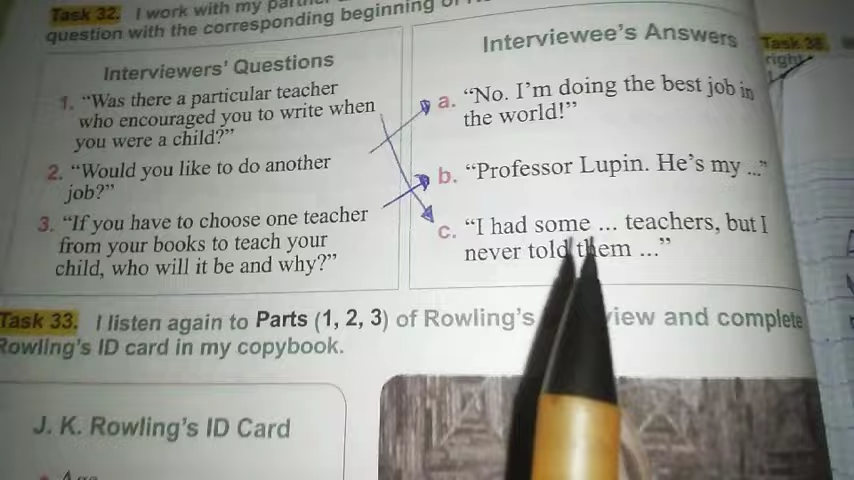 Task 32. I work with my
question with the corresponding beginning
Interviewers' Questions
1. "Was there a particular teacher
who encouraged you to write when
you were a child?"
2. "Would you like to do another
job?"
3. "If you have to choose one teacher
from your books to teach your
child, who will it be and why?"
Interviewee's Answers
a. "No. I'm doing the best job in
the world!"
b. "Professor Lupin. He's my ..."
c. "I had some ... teachers, but I
never told them ..."
Task 38.
right
Task 33. I listen again to Parts (1, 2, 3) of Rowling's and complete
Rowling's ID card in my copybook.
J. K. Rowling's ID Card